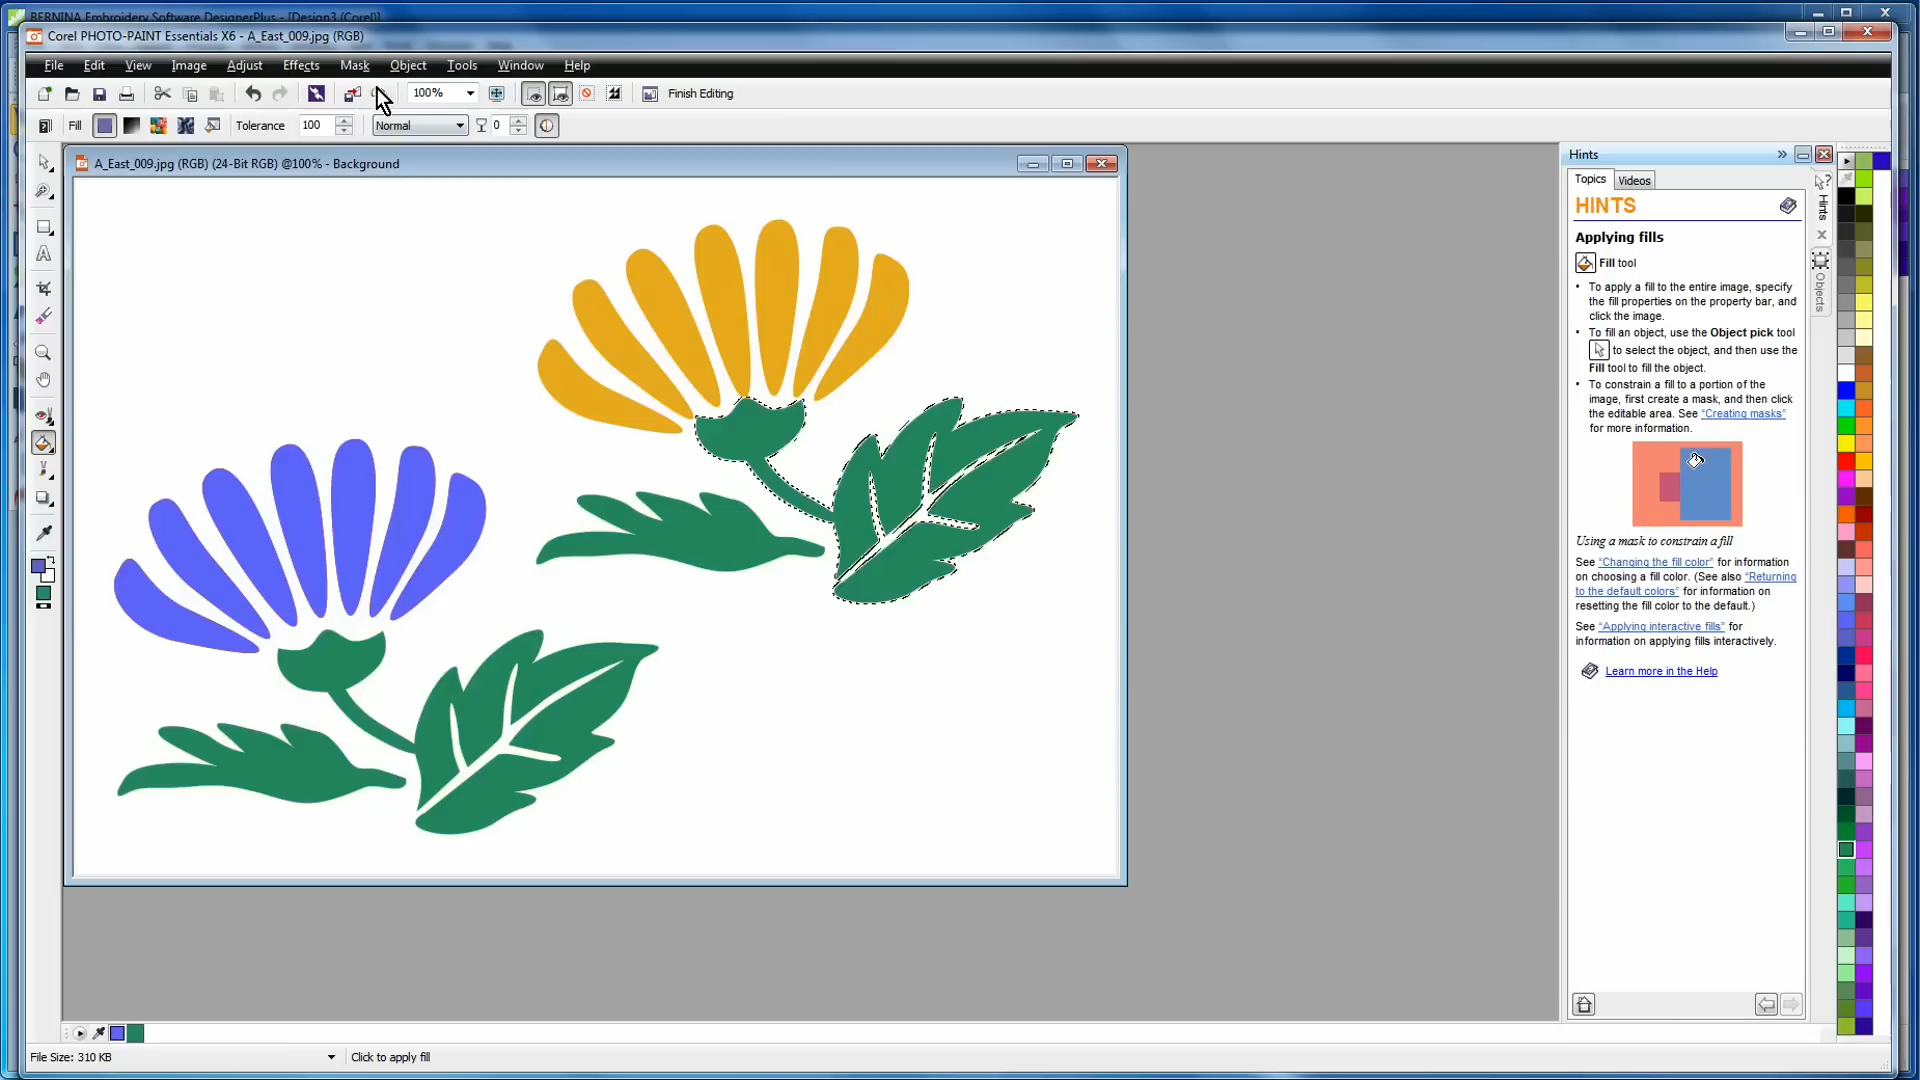 BERNINA Embroidery Software DesignerPlus - [Design3 (Corel)]
Corel PHOTO-PAINT Essentials X6 - A_East_009.jpg (RGB)
File Edit View Image Adjust Effects Mask Object Tools Window Help
100% Finish Editing
Fill Tolerance 100 Normal 0
A_East_009.jpg (RGB) (24-Bit RGB) @100% - Background
Hints
Topics Videos
HINTS
Applying fills
Fill tool
• To apply a fill to the entire image, specify
the fill properties on the property bar, and
click the image.
• To fill an object, use the Object pick tool
to select the object, and then use the
Fill tool to fill the object.
• To constrain a fill to a portion of the
image, first create a mask, and then click
the editable area. See “Creating masks”
for more information.
Using a mask to constrain a fill
See “Changing the fill color” for information
on choosing a fill color. (See also “Returning
to the default colors” for information on
resetting the fill color to the default.)
See “Applying interactive fills” for
information on applying fills interactively.
Learn more in the Help
Hints
Objects
File Size: 310 KB Click to apply fill